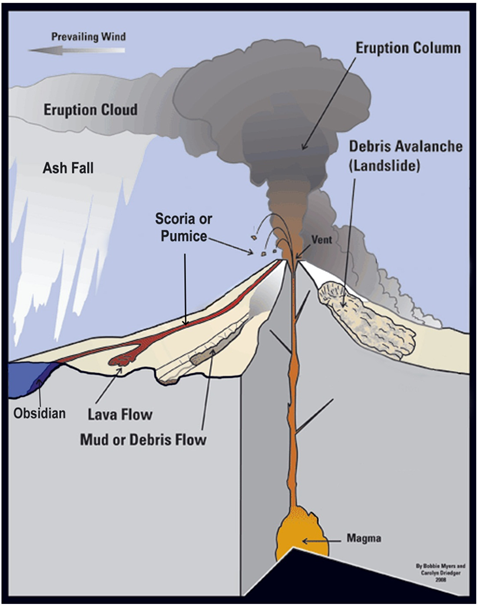 Prevailing Wind
Eruption Column
Eruption Cloud
Ash Fall
Debris Avalanche
(Landslide)
Scoria or
Pumice
Vent
Obsidian
Lava Flow
Mud or Debris Flow
Magma
By Bobbie Myers and
Carolyn Driedger
2008